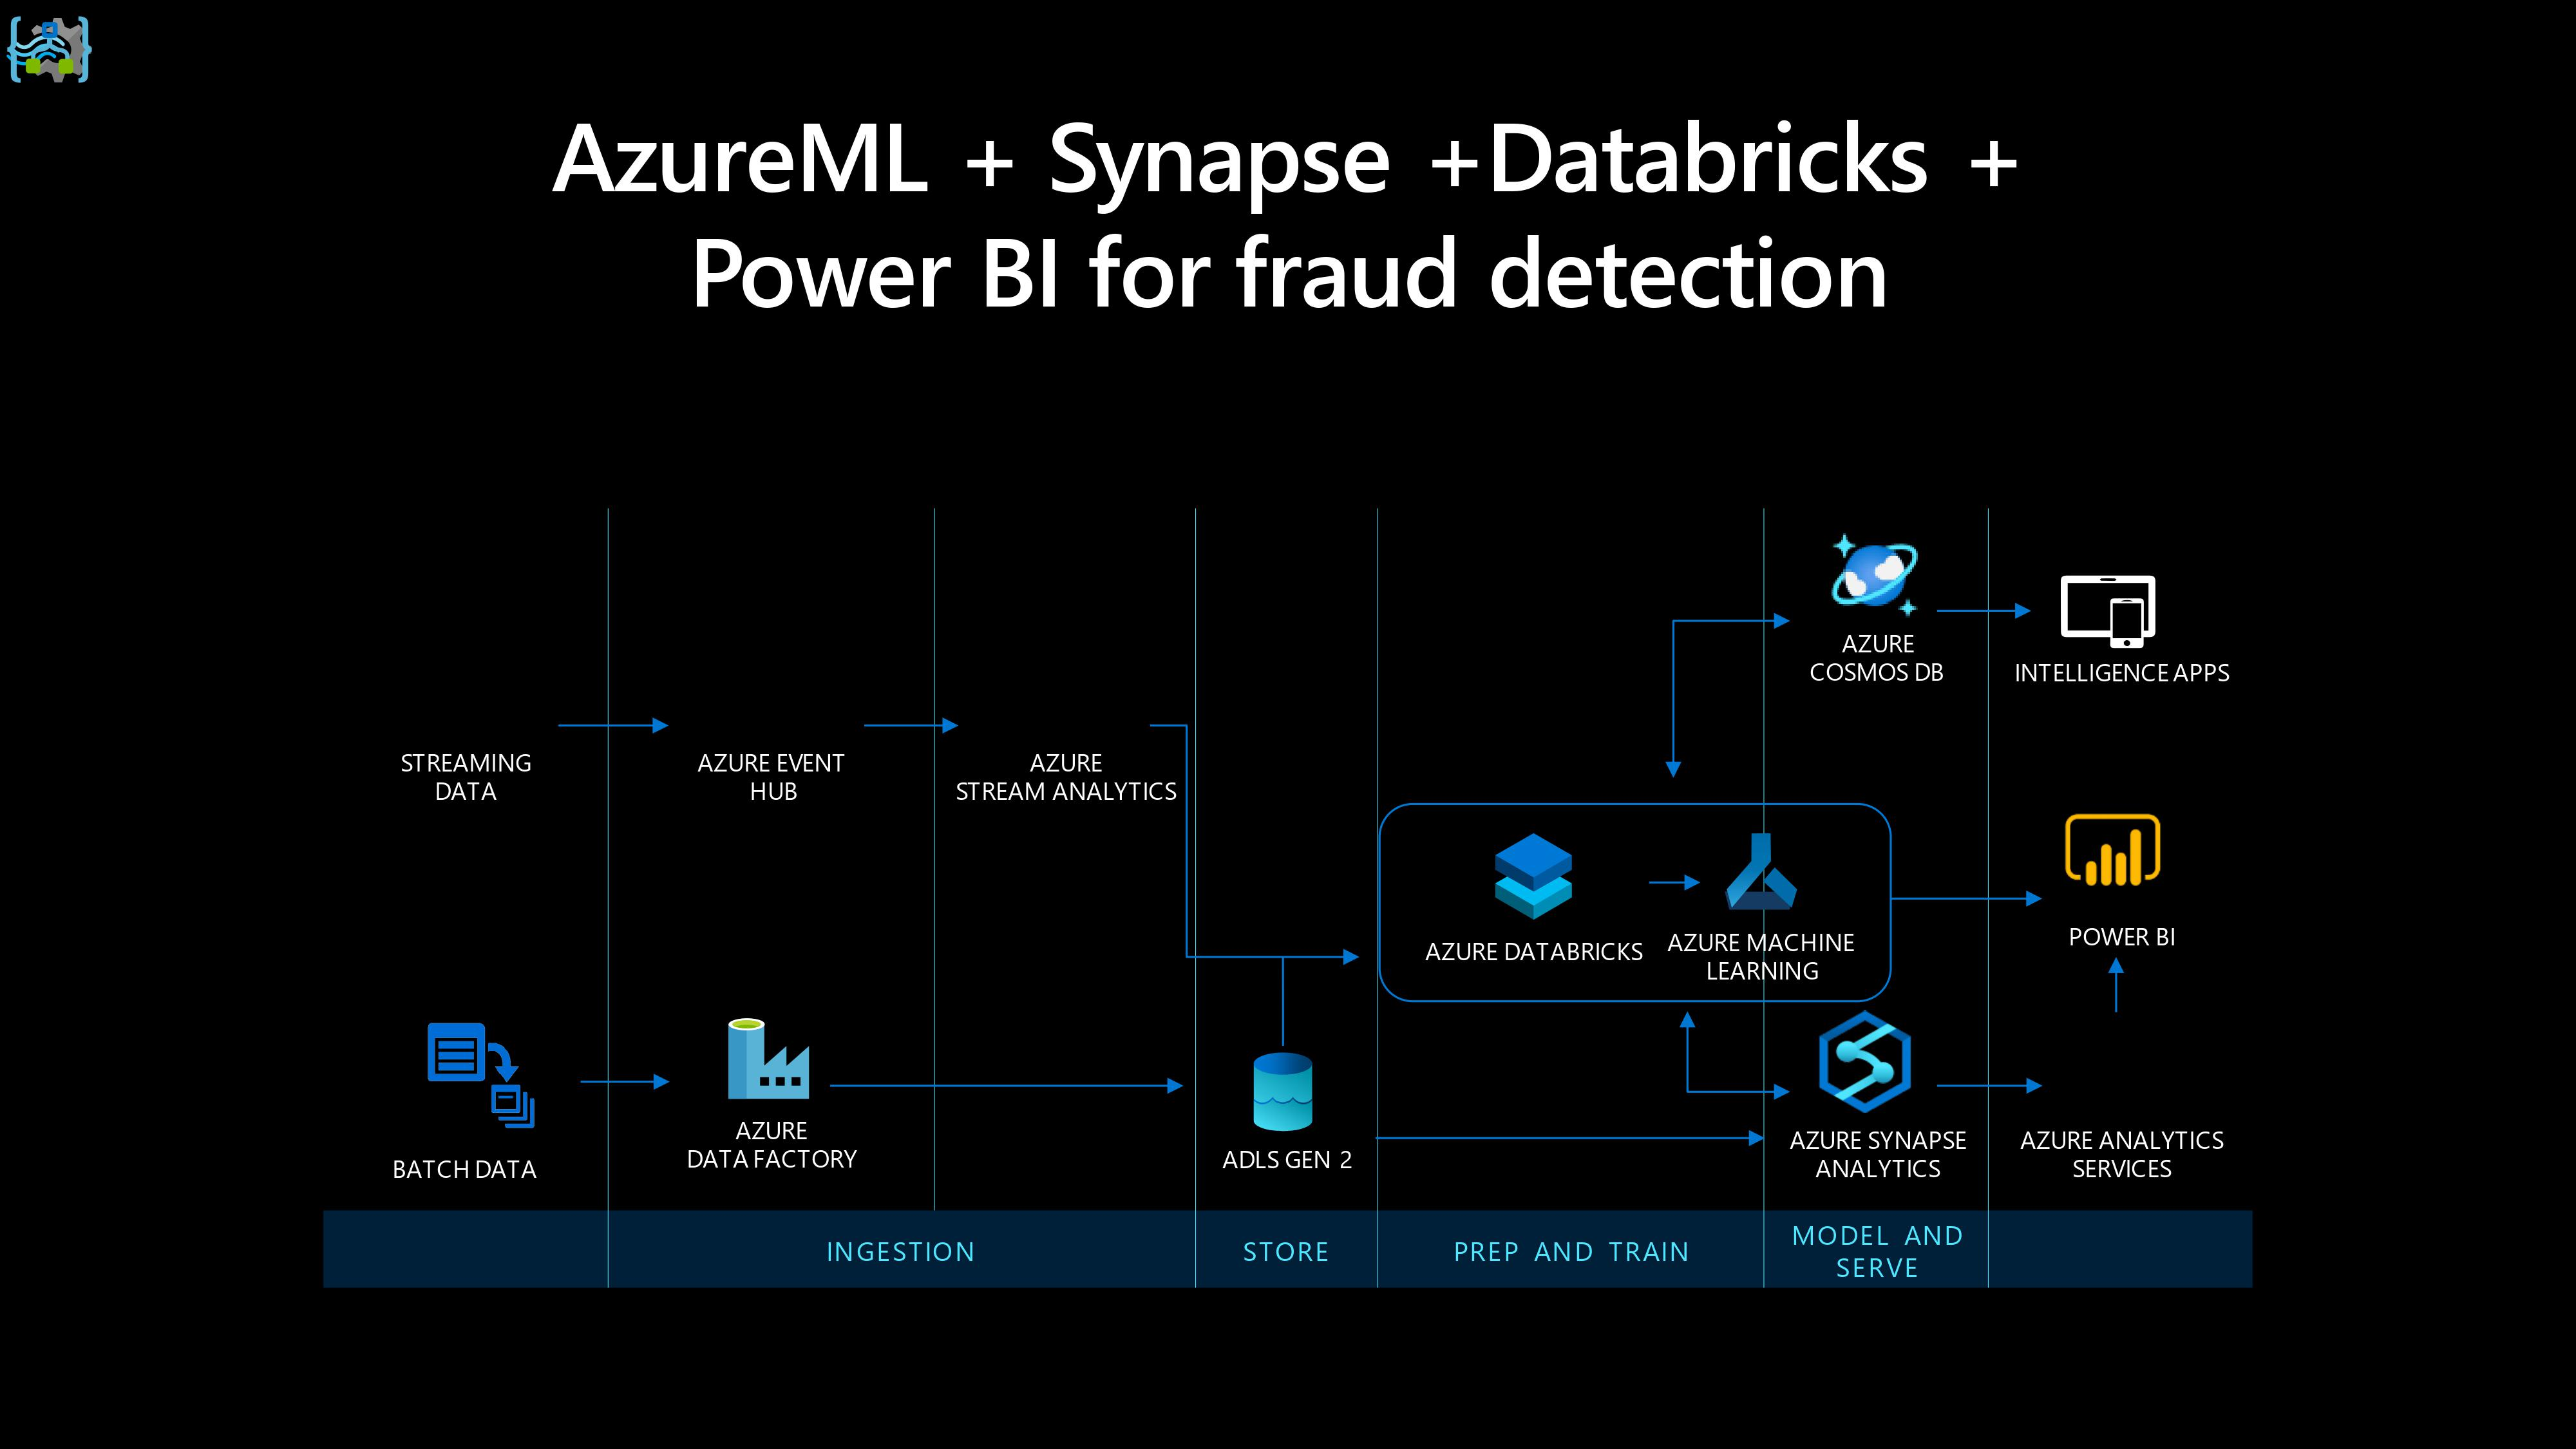 AzureML + Synapse +Databricks +
Power BI for fraud detection
AZURE
COSMOS DB
INTELLIGENCE APPS
STREAMING
DATA
AZURE EVENT
HUB
AZURE
STREAM ANALYTICS
AZURE DATABRICKS
AZURE MACHINE
LEARNING
POWER BI
BATCH DATA
AZURE
DATA FACTORY
ADLS GEN 2
AZURE SYNAPSE
ANALYTICS
AZURE ANALYTICS
SERVICES
INGESTION
STORE
PREP AND TRAIN
MODEL AND
SERVE